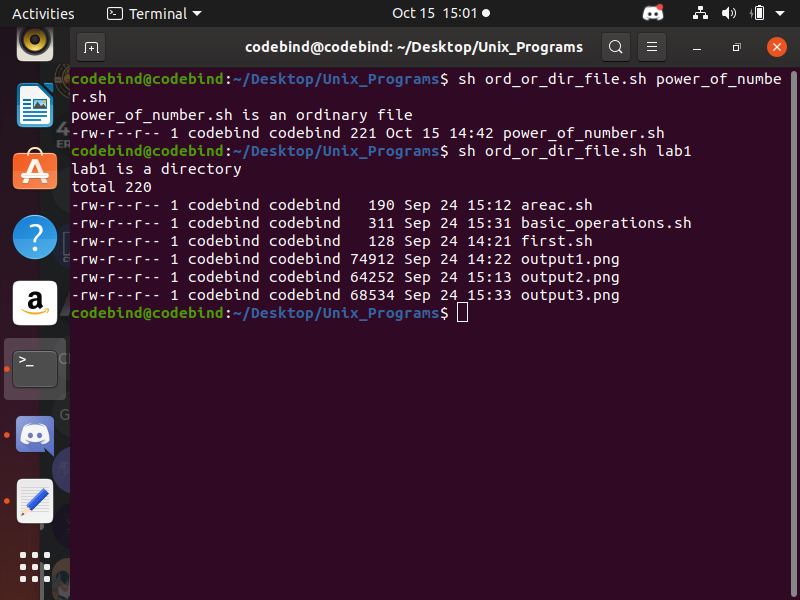 Activities
Terminal
Oct 15 15:01
codebind@codebind: ~/Desktop/Unix_Programs
codebind@codebind:~/Desktop/Unix_Programs$ sh ord_or_dir_file.sh power_of_numbe
r.sh
power_of_number.sh is an ordinary file
-rw-r--r-- 1 codebind codebind 221 Oct 15 14:42 power_of_number.sh
codebind@codebind:~/Desktop/Unix_Programs$ sh ord_or_dir_file.sh lab1
lab1 is a directory
total 220
-rw-r--r-- 1 codebind codebind   190 Sep 24 15:12 areac.sh
-rw-r--r-- 1 codebind codebind   311 Sep 24 15:31 basic_operations.sh
-rw-r--r-- 1 codebind codebind   128 Sep 24 14:21 first.sh
-rw-r--r-- 1 codebind codebind 74912 Sep 24 14:22 output1.png
-rw-r--r-- 1 codebind codebind 64252 Sep 24 15:13 output2.png
-rw-r--r-- 1 codebind codebind 68534 Sep 24 15:33 output3.png
codebind@codebind:~/Desktop/Unix_Programs$